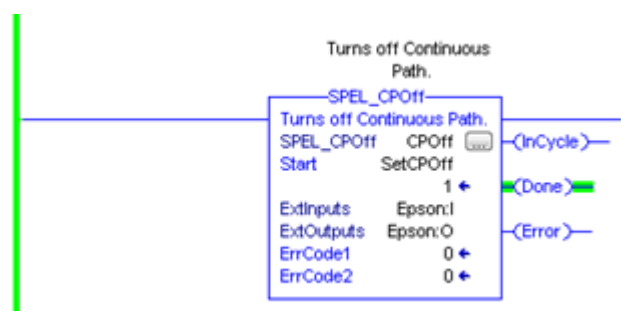 Turns off Continuous
Path.
SPEL_CPOff
Turns off Continuous Path.
SPEL_CPOff CPOff ... (InCycle)
Start SetCPOff
1 (Done)
ExtInputs Epson:I
ExtOutputs Epson:O (Error)
ErrCode1 0
ErrCode2 0